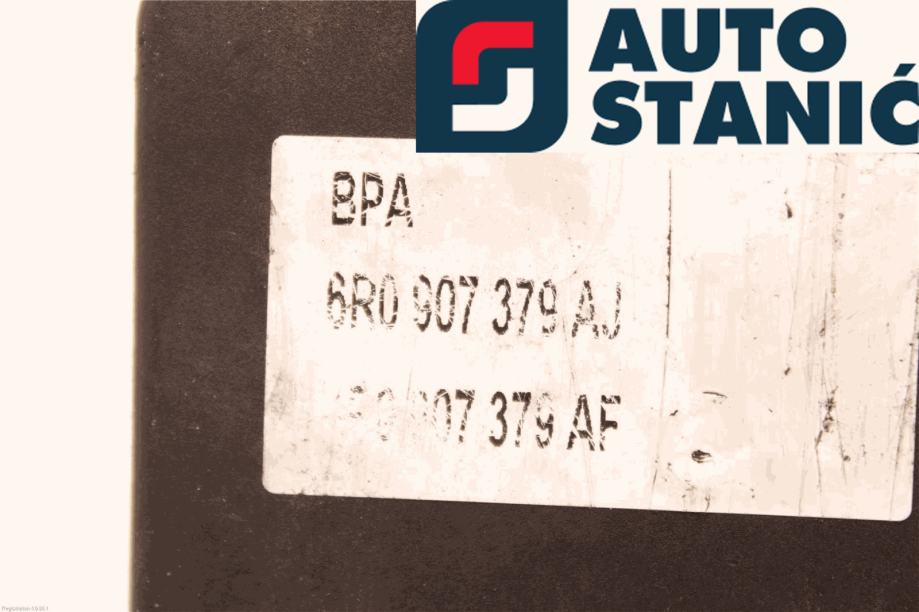 AUTO
STANIĆ
BPA
6R0 907 379 AJ
907 379 AF